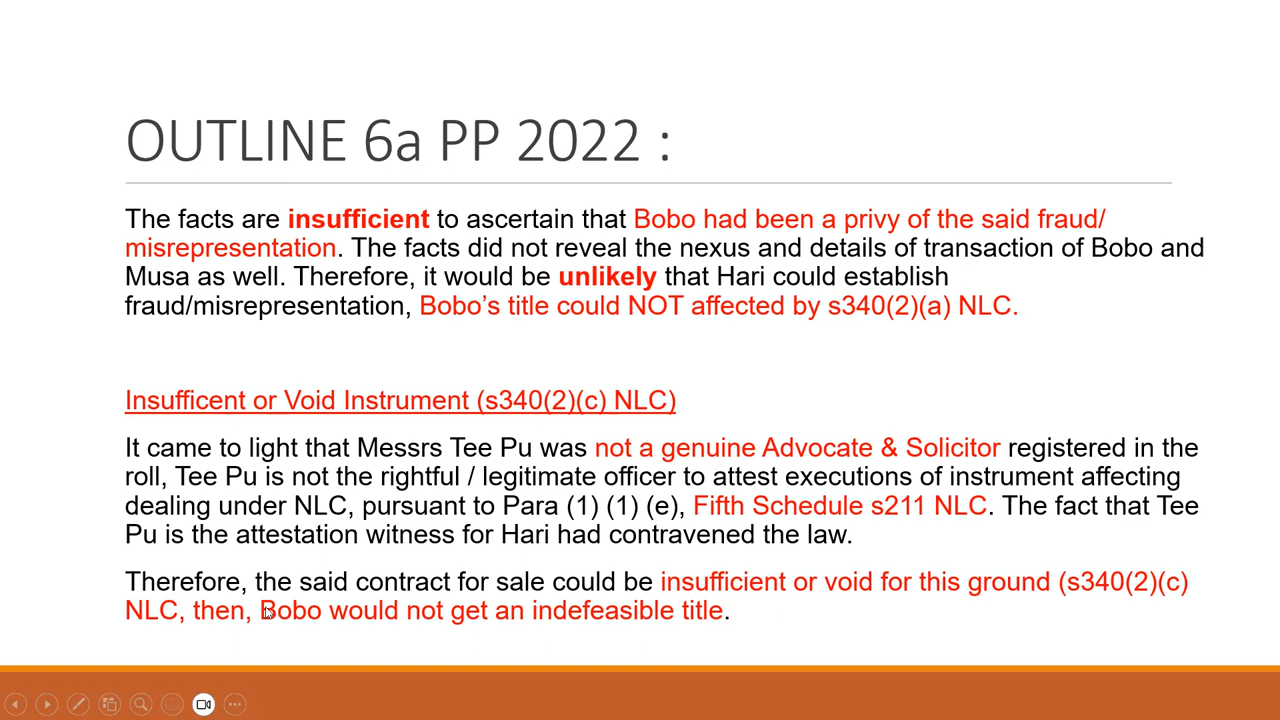 OUTLINE 6a PP 2022 :
The facts are insufficient to ascertain that Bobo had been a privy of the said fraud/
misrepresentation. The facts did not reveal the nexus and details of transaction of Bobo and
Musa as well. Therefore, it would be unlikely that Hari could establish
fraud/misrepresentation, Bobo’s title could NOT affected by s340(2)(a) NLC.
Insufficent or Void Instrument (s340(2)(c) NLC)
It came to light that Messrs Tee Pu was not a genuine Advocate & Solicitor registered in the
roll, Tee Pu is not the rightful / legitimate officer to attest executions of instrument affecting
dealing under NLC, pursuant to Para (1) (1) (e), Fifth Schedule s211 NLC. The fact that Tee
Pu is the attestation witness for Hari had contravened the law.
Therefore, the said contract for sale could be insufficient or void for this ground (s340(2)(c)
NLC, then, Bobo would not get an indefeasible title.